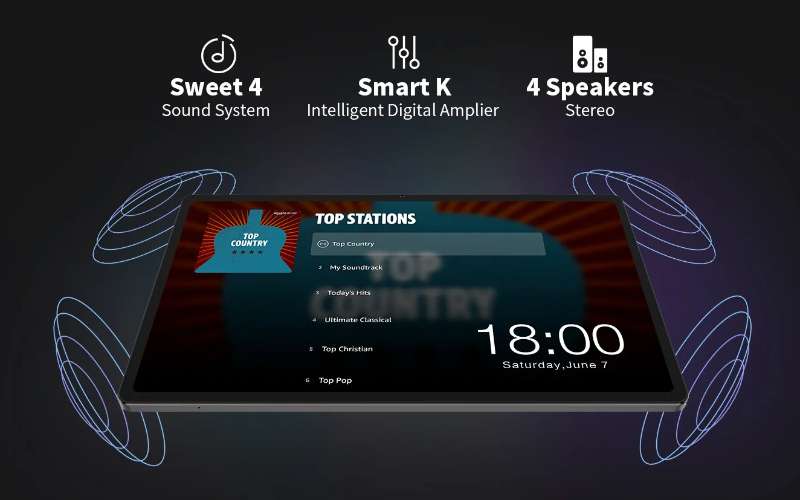 Sweet 4
Sound System
Smart K
Intelligent Digital Amplier
4 Speakers
Stereo
TOP STATIONS
TOP
COUNTRY
Top Country
2 My Soundtrack
3 Today's Hits
4 Ultimate Classical
5 Top Christian
6 Top Pop
TOP
COUNTRY
18:00
Saturday,June 7